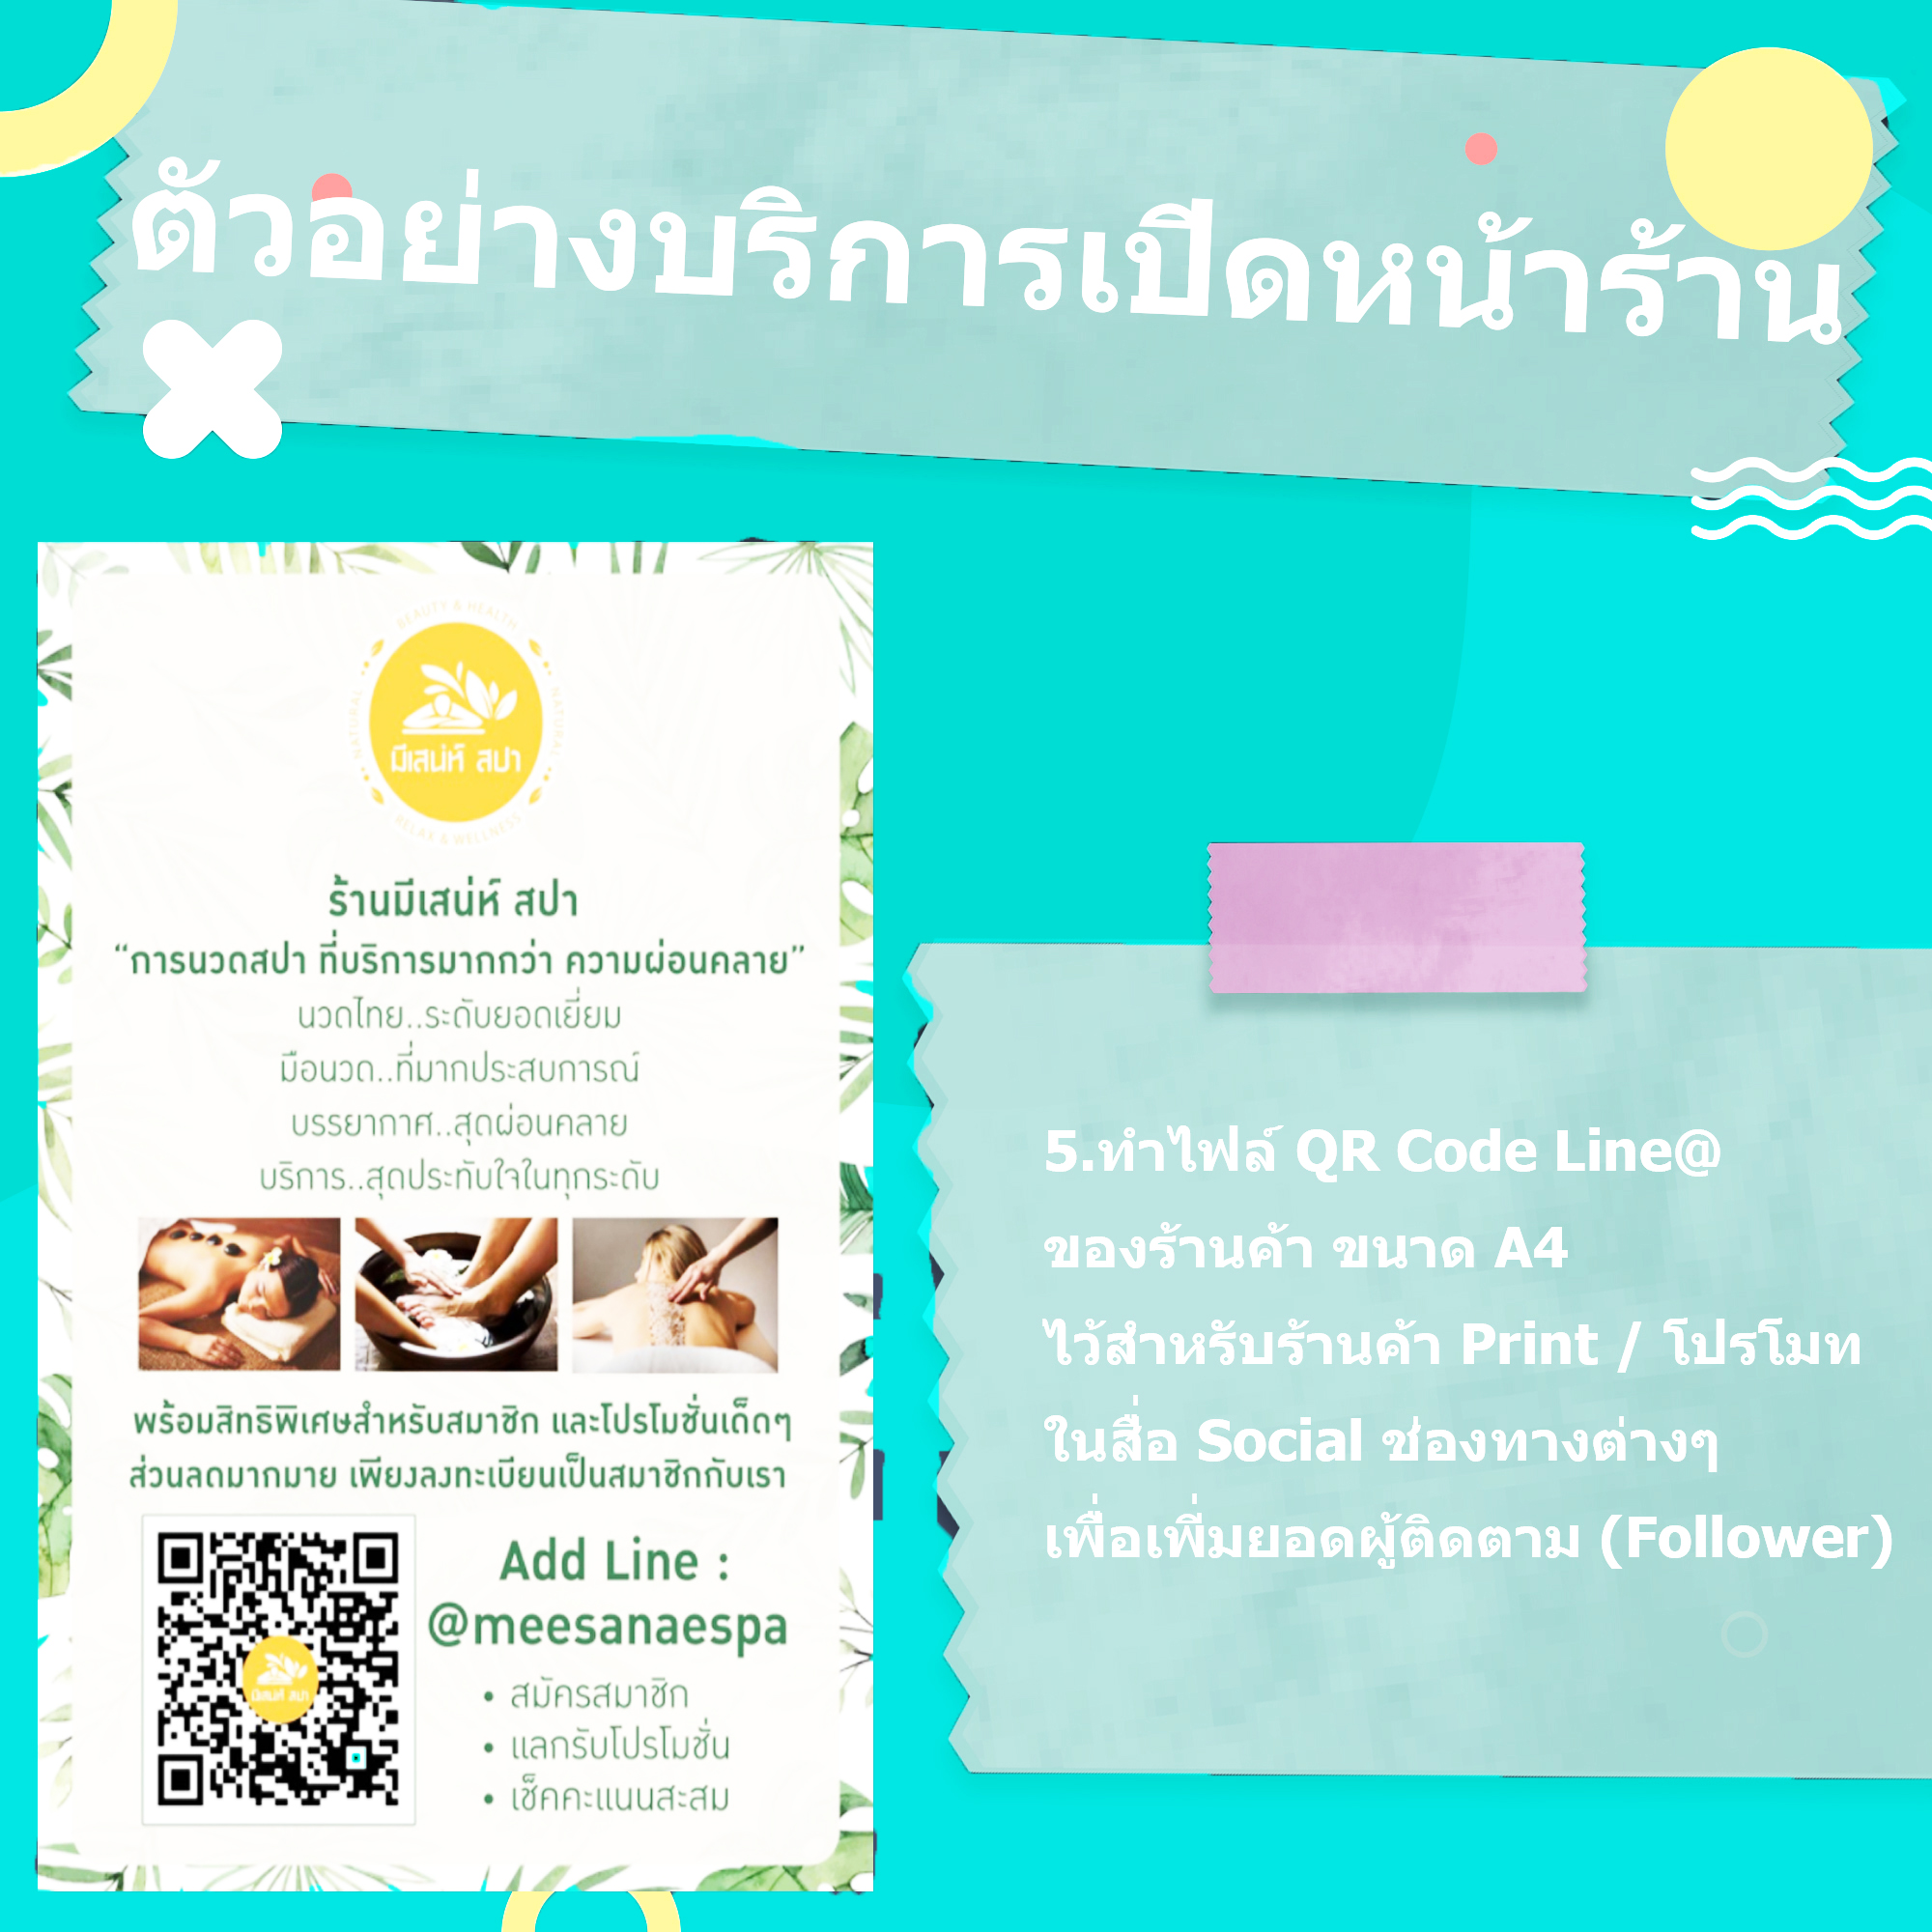 ตัวอย่างบริการเปิดหน้าร้าน
BEAUTY & HEALTH
NATURAL
NATURAL
มีเสน่ห์ สปา
RELAX & WELLNESS
ร้านมีเสน่ห์ สปา
“การนวดสปา ที่บริการมากกว่า ความผ่อนคลาย”
นวดไทย..ระดับยอดเยี่ยม
มือนวด..ที่มากประสบการณ์
บรรยากาศ..สุดผ่อนคลาย
บริการ..สุดประทับใจในทุกระดับ
พร้อมสิทธิพิเศษสำหรับสมาชิก และโปรโมชั่นเด็ดๆ
ส่วนลดมากมาย เพียงลงทะเบียนเป็นสมาชิกกับเรา
Add Line :
@meesanaespa
• สมัครสมาชิก
• แลกรับโปรโมชั่น
• เช็คคะแนนสะสม
มีเสน่ห์ สปา
5.ทำไฟล์ QR Code Line@
ของร้านค้า ขนาด A4
ไว้สำหรับร้านค้า Print / โปรโมท
ในสื่อ Social ช่องทางต่างๆ
เพื่อเพิ่มยอดผู้ติดตาม (Follower)